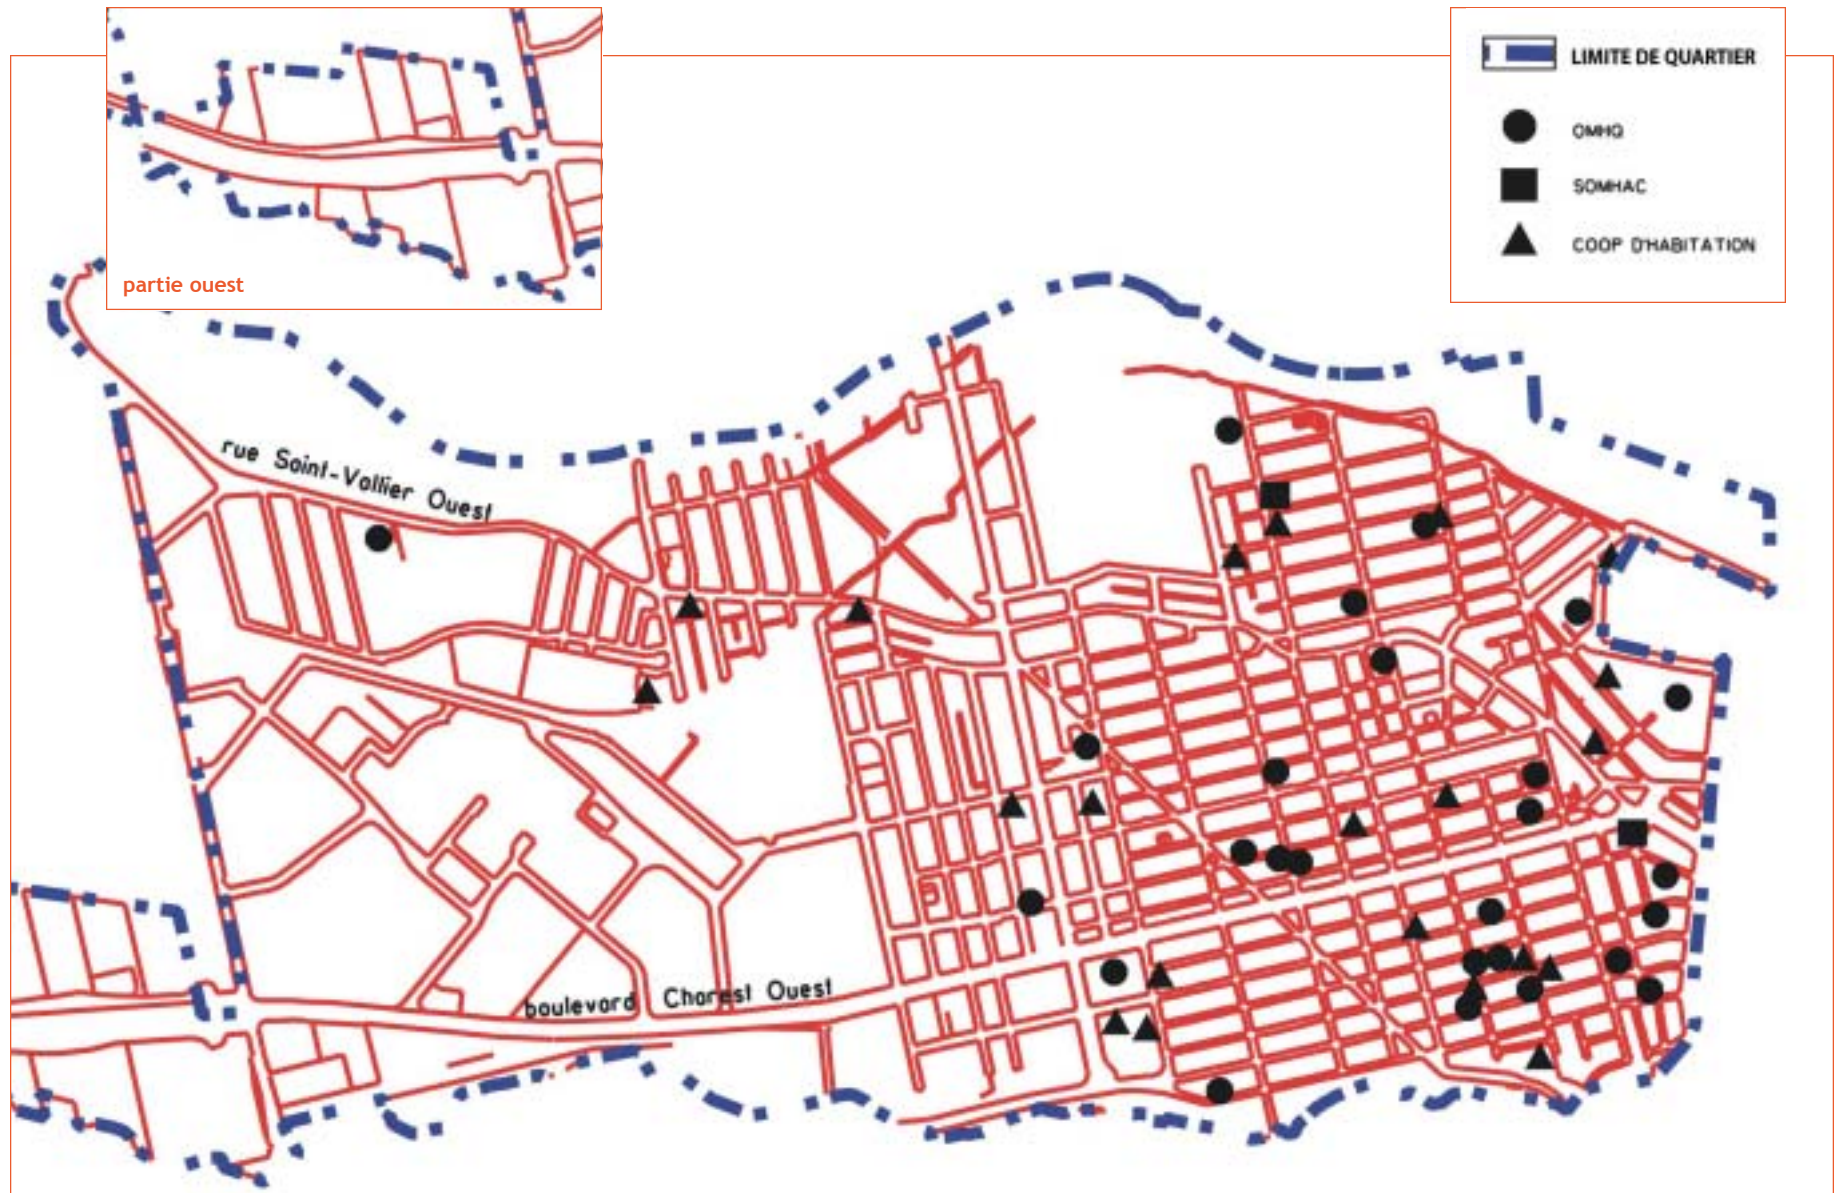 LIMITE DE QUARTIER
OMHQ
SOMHAC
COOP D'HABITATION
partie ouest
rue Saint-Vallier Ouest
boulevard Charest Ouest